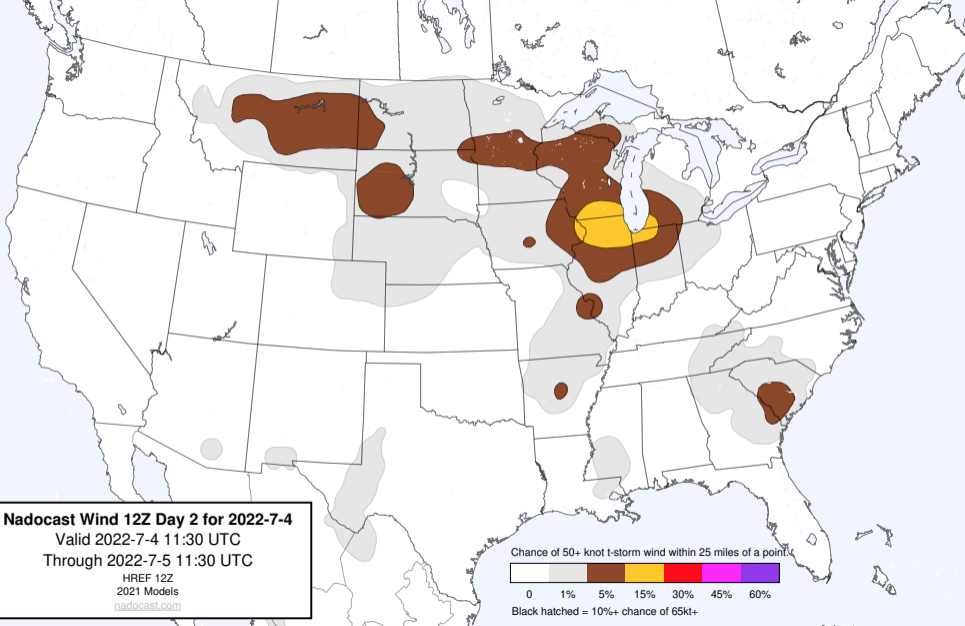 Nadocast Wind 12Z Day 2 for 2022-7-4
Valid 2022-7-4 11:30 UTC
Through 2022-7-5 11:30 UTC
HREF 12Z
2021 Models
nadocast.com
Chance of 50+ knot t-storm wind within 25 miles of a point.
0 1% 5% 15% 30% 45% 60%
Black hatched = 10%+ chance of 65kt+